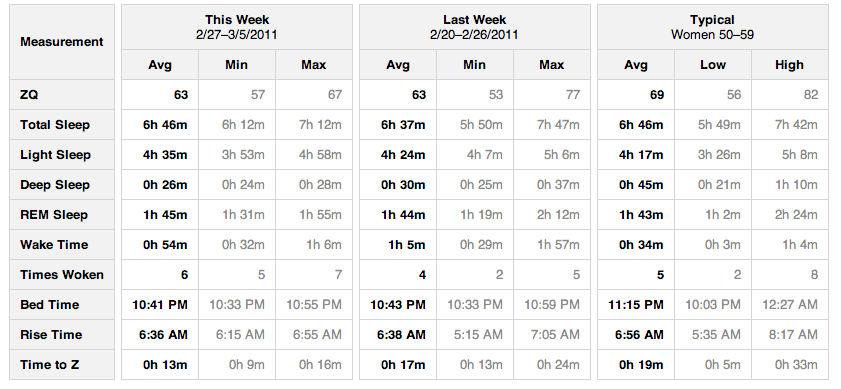 Measurement This Week 2/27–3/5/2011 Last Week 2/20–2/26/2011 Typical Women 50–59
Avg Min Max Avg Min Max Avg Low High
ZQ 63 57 67 63 53 77 69 56 82
Total Sleep 6h 46m 6h 12m 7h 12m 6h 37m 5h 50m 7h 47m 6h 46m 5h 49m 7h 42m
Light Sleep 4h 35m 3h 53m 4h 58m 4h 24m 4h 7m 5h 6m 4h 17m 3h 26m 5h 8m
Deep Sleep 0h 26m 0h 24m 0h 28m 0h 30m 0h 25m 0h 37m 0h 45m 0h 21m 1h 10m
REM Sleep 1h 45m 1h 31m 1h 55m 1h 44m 1h 19m 2h 12m 1h 43m 1h 2m 2h 24m
Wake Time 0h 54m 0h 32m 1h 6m 1h 5m 0h 29m 1h 57m 0h 34m 0h 3m 1h 4m
Times Woken 6 5 7 4 2 5 5 2 8
Bed Time 10:41 PM 10:33 PM 10:55 PM 10:43 PM 10:33 PM 10:59 PM 11:15 PM 10:03 PM 12:27 AM
Rise Time 6:36 AM 6:15 AM 6:55 AM 6:38 AM 5:15 AM 7:05 AM 6:56 AM 5:35 AM 8:17 AM
Time to Z 0h 13m 0h 9m 0h 16m 0h 17m 0h 13m 0h 24m 0h 19m 0h 5m 0h 33m